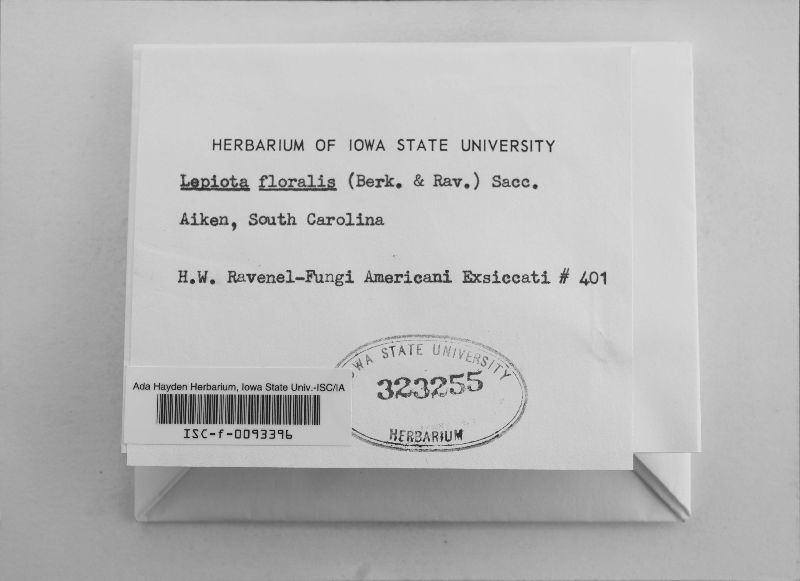 HERBARIUM OF IOWA STATE UNIVERSITY
Lepiota floralis (Berk. & Rav.) Sacc.
Aiken, South Carolina
H.W. Ravenel-Fungi Americani Exsiccati # 401
IOWA STATE UNIVERSITY
323255
HERBARIUM
Ada Hayden Herbarium, Iowa State Univ.-ISC/IA
ISC-f-0093396